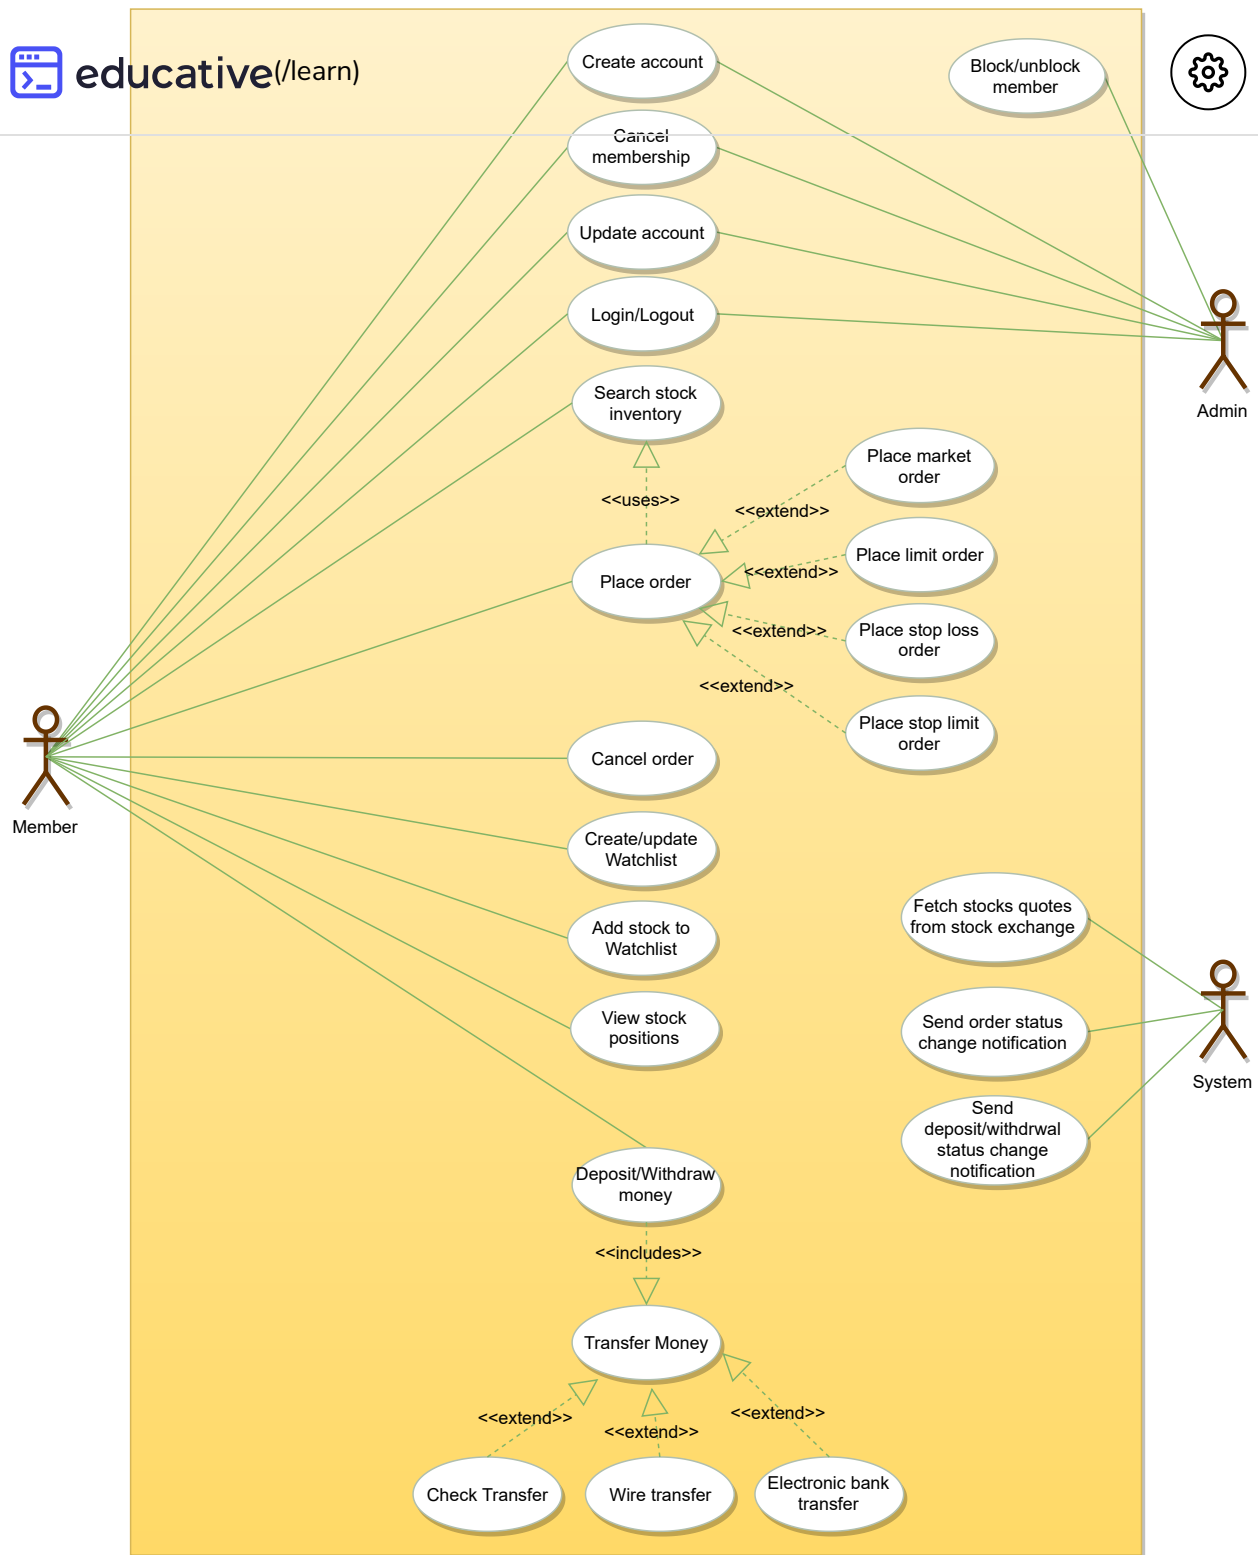 educative(/learn)
Create account
Block/unblock
member
Cancel
membership
Update account
Login/Logout
Admin
Search stock
inventory
<<uses>>
Place market
order
<<extend>>
Place order
Place limit order
<<extend>>
Place stop loss
order
<<extend>>
Place stop limit
order
<<extend>>
Member
Cancel order
Create/update
Watchlist
Add stock to
Watchlist
View stock
positions
Fetch stocks quotes
from stock exchange
Send order status
change notification
System
Send
deposit/withdrwal
status change
notification
Deposit/Withdraw
money
<<includes>>
Transfer Money
<<extend>>
<<extend>>
<<extend>>
Check Transfer
Wire transfer
Electronic bank
transfer